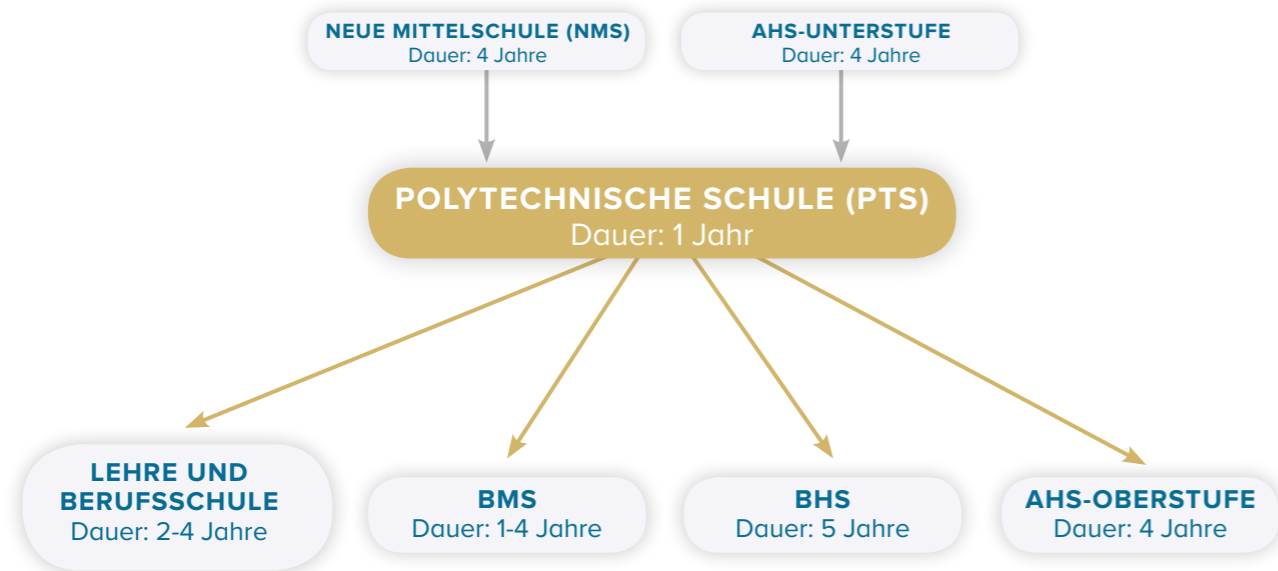 NEUE MITTELSCHULE (NMS)
Dauer: 4 Jahre
AHS-UNTERSTUFE
Dauer: 4 Jahre
POLYTECHNISCHE SCHULE (PTS)
Dauer: 1 Jahr
LEHRE UND
BERUFSSCHULE
Dauer: 2-4 Jahre
BMS
Dauer: 1-4 Jahre
BHS
Dauer: 5 Jahre
AHS-OBERSTUFE
Dauer: 4 Jahre